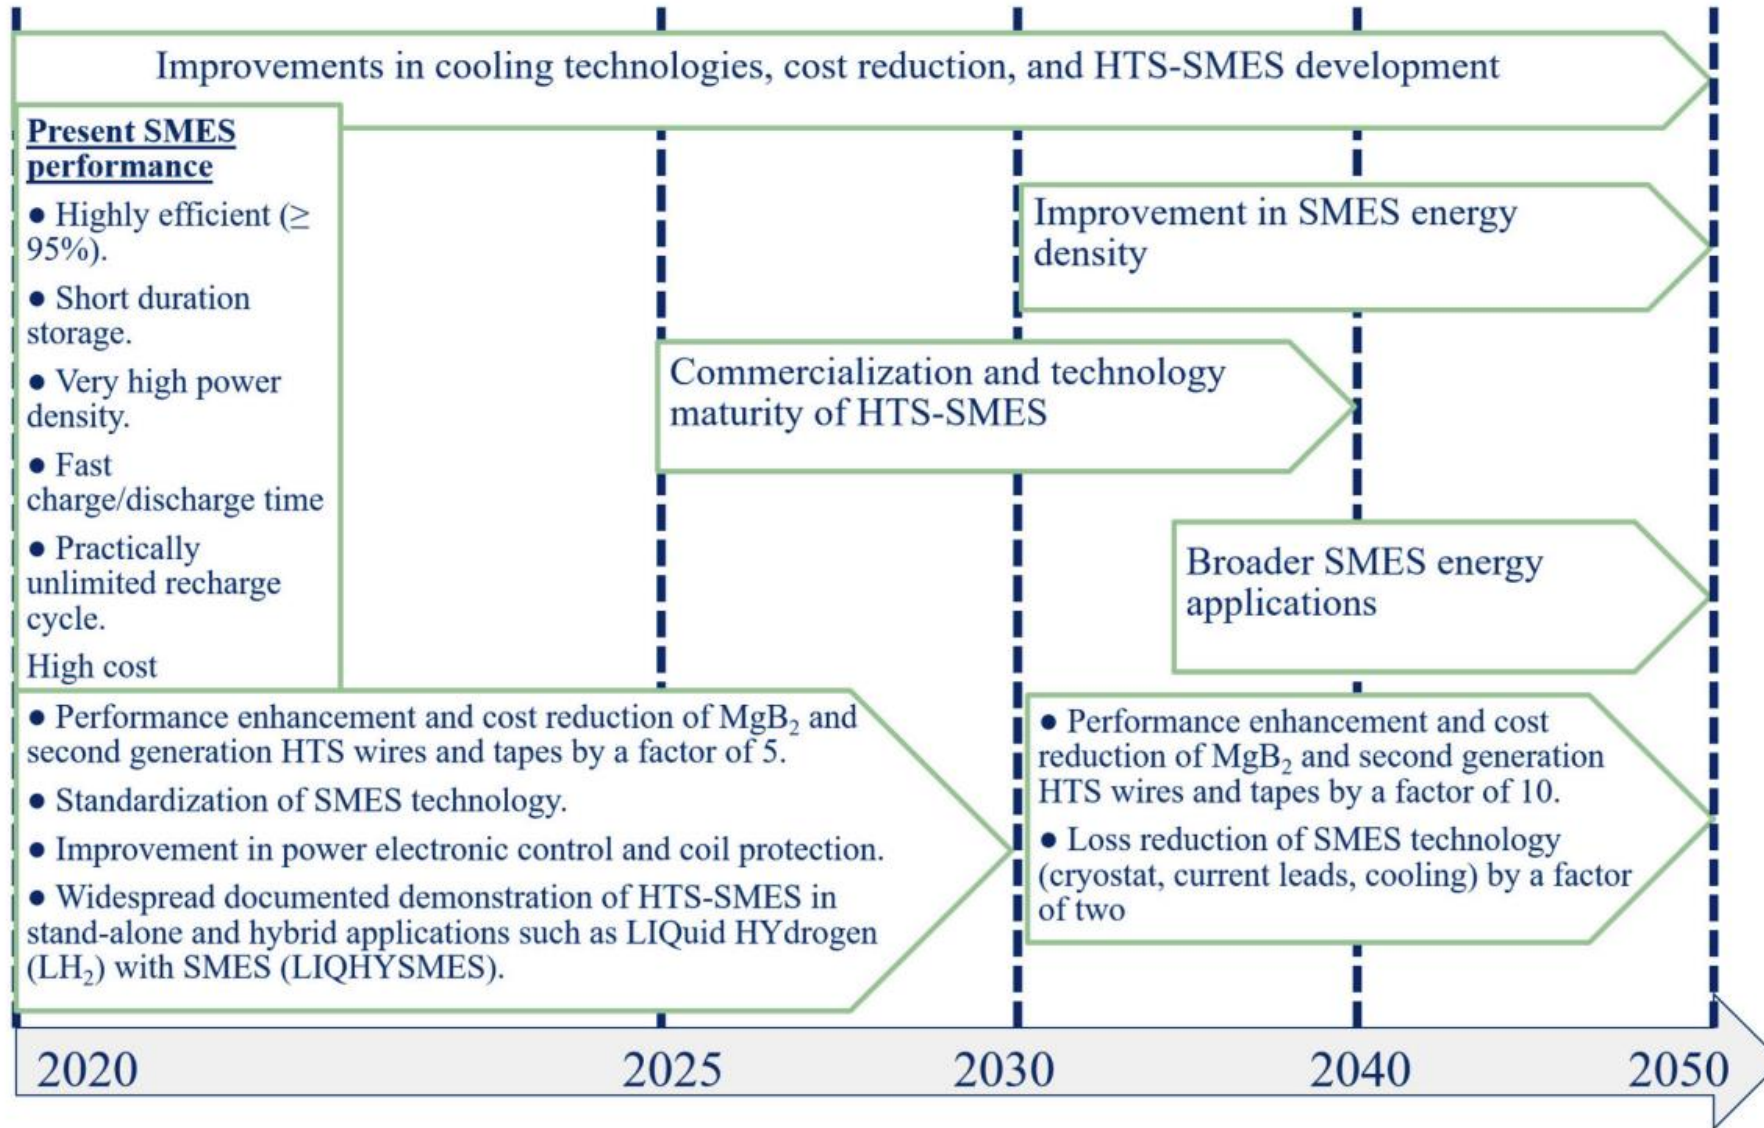 Improvements in cooling technologies, cost reduction, and HTS-SMES development
Present SMES
performance
● Highly efficient (≥
95%).
● Short duration
storage.
● Very high power
density.
● Fast
charge/discharge time
● Practically
unlimited recharge
cycle.
High cost
Improvement in SMES energy
density
Commercialization and technology
maturity of HTS-SMES
Broader SMES energy
applications
● Performance enhancement and cost reduction of MgB₂ and
second generation HTS wires and tapes by a factor of 5.
● Standardization of SMES technology.
● Improvement in power electronic control and coil protection.
● Widespread documented demonstration of HTS-SMES in
stand-alone and hybrid applications such as LIQuid HYdrogen
(LH₂) with SMES (LIQHYSMES).
● Performance enhancement and cost
reduction of MgB₂ and second generation
HTS wires and tapes by a factor of 10.
● Loss reduction of SMES technology
(cryostat, current leads, cooling) by a factor
of two
2020 2025 2030 2040 2050